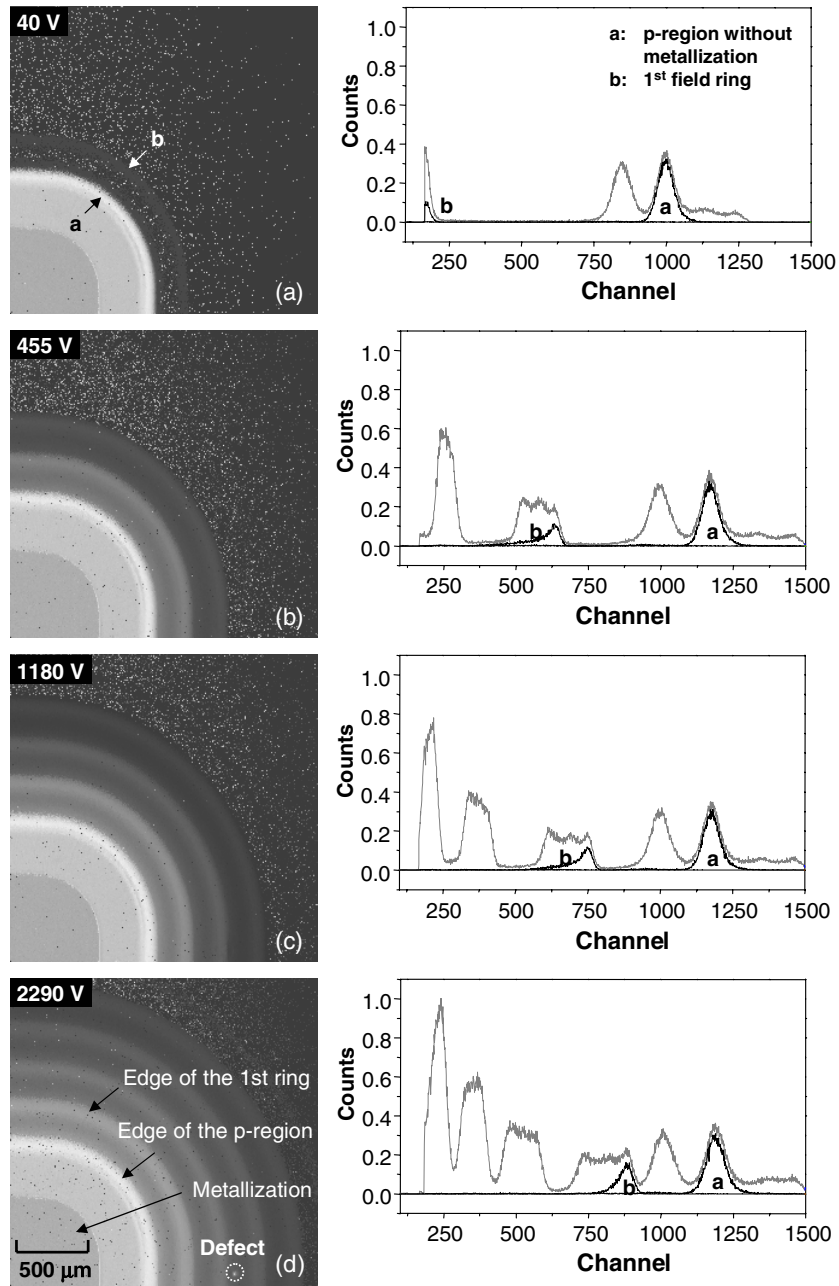 40 V
b
a
(a)
1.0
0.8
0.6
0.4
0.2
0.0
Counts
a: p-region without
metallization
b: 1st field ring
b
a
250 500 750 1000 1250 1500
Channel
455 V
(b)
1.0
0.8
0.6
0.4
0.2
0.0
Counts
b
a
250 500 750 1000 1250 1500
Channel
1180 V
(c)
1.0
0.8
0.6
0.4
0.2
0.0
Counts
b
a
250 500 750 1000 1250 1500
Channel
2290 V
Edge of the 1st ring
Edge of the p-region
Metallization
500 µm
Defect
(d)
1.0
0.8
0.6
0.4
0.2
0.0
Counts
b
a
250 500 750 1000 1250 1500
Channel